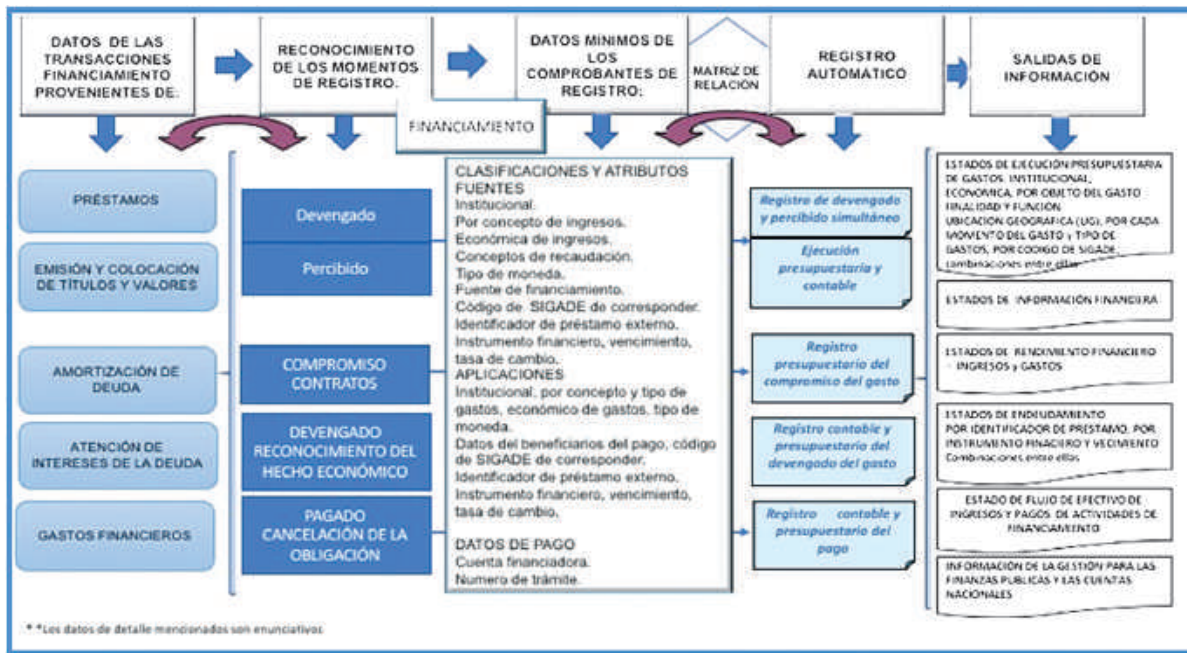 DATOS DE LAS
TRANSACCIONES
FINANCIAMIENTO
PROVENIENTES DE.
RECONOCIMIENTO
DE LOS MOMENTOS
DE REGISTRO.
DATOS MÍNIMOS DE
LOS
COMPROBANTES DE
REGISTRO:
MATRIZ DE
RELACIÓN
REGISTRO
AUTOMÁTICO
SALIDAS DE
INFORMACIÓN
FINANCIAMIENTO
PRÉSTAMOS
EMISIÓN Y COLOCACIÓN
DE TÍTULOS Y VALORES
AMORTIZACIÓN DE
DEUDA
ATENCIÓN DE
INTERESES DE LA DEUDA
GASTOS FINANCIEROS
Devengado
Percibido
COMPROMISO
CONTRATOS
DEVENGADO
RECONOCIMIENTO DEL
HECHO ECONÓMICO
PAGADO
CANCELACIÓN DE LA
OBLIGACIÓN
CLASIFICACIONES Y ATRIBUTOS
FUENTES
Institucional.
Por concepto de ingresos.
Económica de ingresos.
Conceptos de recaudación.
Tipo de moneda.
Fuente de financiamiento.
Código de SIGADE de corresponder.
Identificador de préstamo externo.
Instrumento financiero, vencimiento,
tasa de cambio.
APLICACIONES
Institucional, por concepto y tipo de
gastos, económico de gastos, tipo de
moneda.
Datos del beneficiarios del pago, código
de SIGADE de corresponder.
Identificador de préstamo externo.
Instrumento financiero, vencimiento,
tasa de cambio.
DATOS DE PAGO
Cuenta financiadora.
Numero de trámite.
Registro de devengado
y percibido simultáneo
Ejecución
presupuestaria y
contable
Registro
presupuestario del
compromiso del gasto
Registro contable y
presupuestario del
devengado del gasto
Registro contable y
presupuestario del
pago
ESTADOS DE EJECUCIÓN PRESUPUESTARIA
DE GASTOS. INSTITUCIONAL,
ECONOMICA, POR OBJETO DEL GASTO
FINALIDAD Y FUNCIÓN
UBICACIÓN GEOGRAFICA (UG), POR CADA
MOMENTO DEL GASTO y TIPO DE
GASTOS, POR CODIGO DE SIGADE,
combinaciones entre ellas
ESTADOS DE INFORMACIÓN FINANCIERA
ESTADOS DE RENDIMIENTO FINANCIERO
- INGRESOS y GASTOS
ESTADOS DE ENDEUDAMIENTO
POR IDENTIFICADOR DE PRESTAMO, POR
INSTRUMENTO FINACIERO Y VECIMIENTO
Combinaciones entre ellas
ESTADO DE FLUJO DE EFECTIVO DE
INGRESOS Y PAGOS DE ACTIVIDADES DE
FINANCIAMIENTO
INFORMACIÓN DE LA GESTIÓN PARA LAS
FINANZAS PUBLICAS Y LAS CUENTAS
NACIONALES
* *Los datos de detalle mencionados son enunciativos